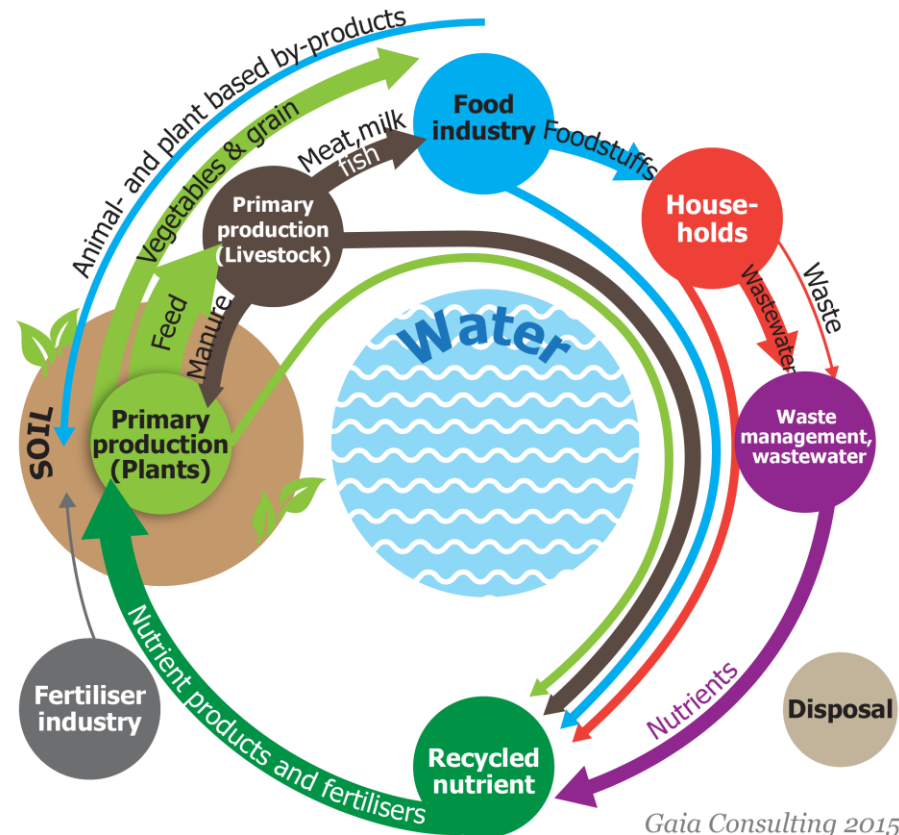 Animal- and plant based by-products
Vegetables & grain
Meat,milk
fish
Food
industry
Foodstuffs
Primary
production
(Livestock)
House-
holds
Feed
Manure
Wastewater
Waste
Water
SOIL
Primary
production
(Plants)
Waste
management,
wastewater
Nutrient products and fertilisers
Fertiliser
industry
Nutrients
Disposal
Recycled
nutrient
Gaia Consulting 2015